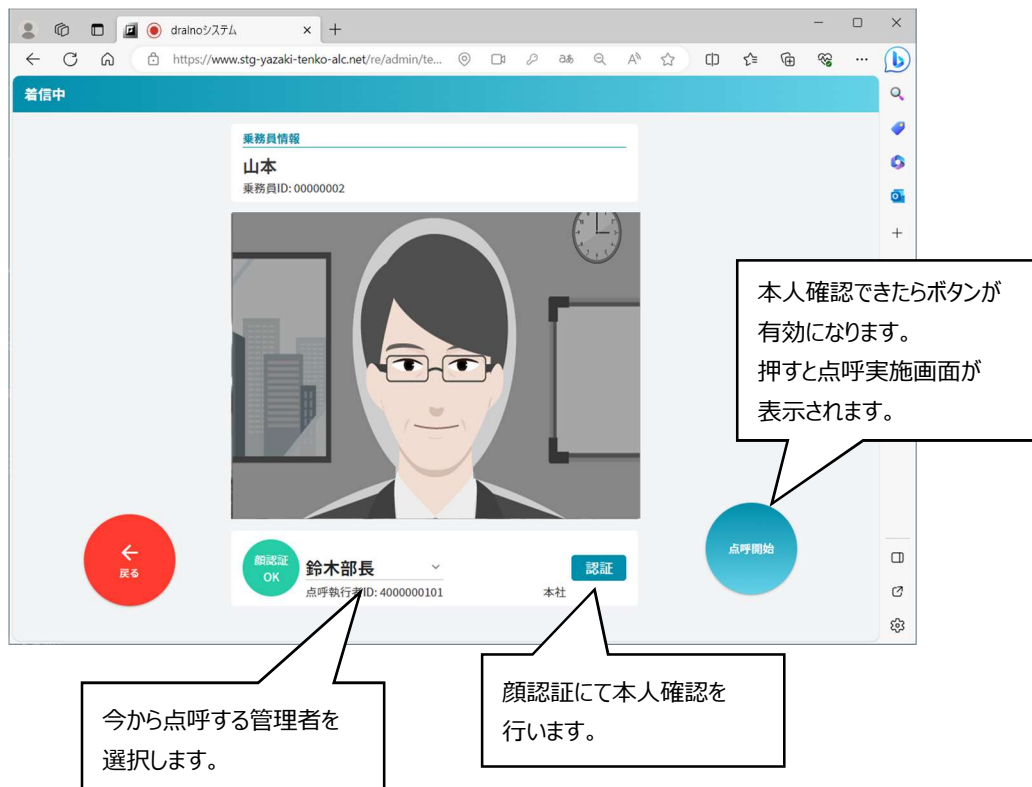 dralnoシステム
https://www.stg-yazaki-tenko-alc.net/re/admin/te...
着信中
乗務員情報
山本
乗務員ID: 00000002
本人確認できたらボタンが
有効になります。
押すと点呼実施画面が
表示されます。
戻る
顔認証
OK
鈴木部長
点呼執行者ID: 4000000101
本社
認証
点呼開始
今から点呼する管理者を
選択します。
顔認証にて本人確認を
行います。